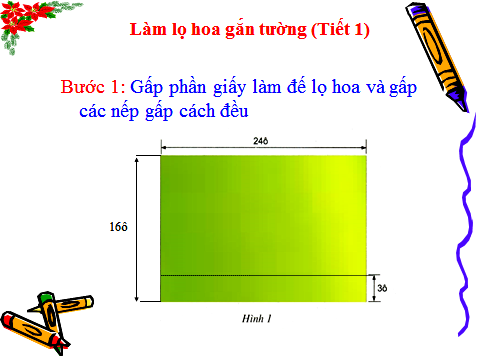 Làm lọ hoa gắn tường (Tiết 1)
Bước 1: Gấp phần giấy làm đế lọ hoa và gấp
các nếp gấp cách đều
24ô
16ô
3ô
Hình 1